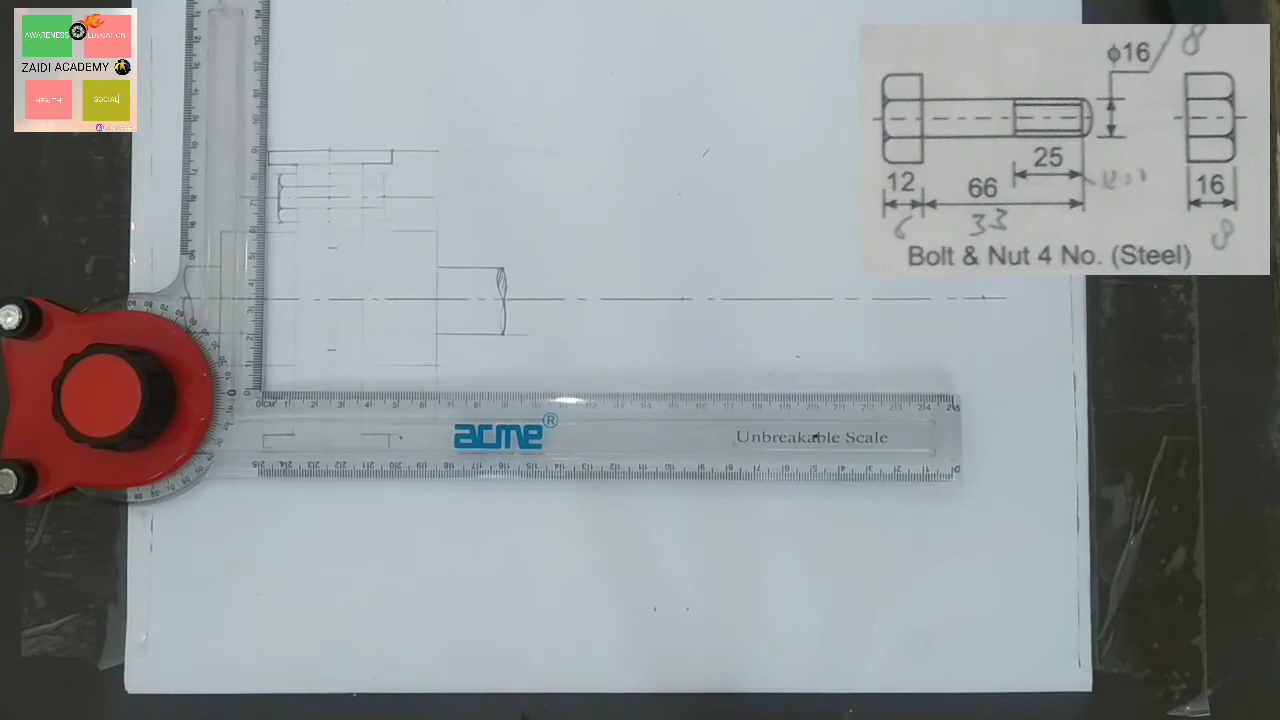 AWARENESS EDUCATION
ZAIDI ACADEMY
HEALTH SOCIAL
ϕ16 8
25
12 66 16
6 33 8
Bolt & Nut 4 No. (Steel)
acme®
Unbreakable Scale